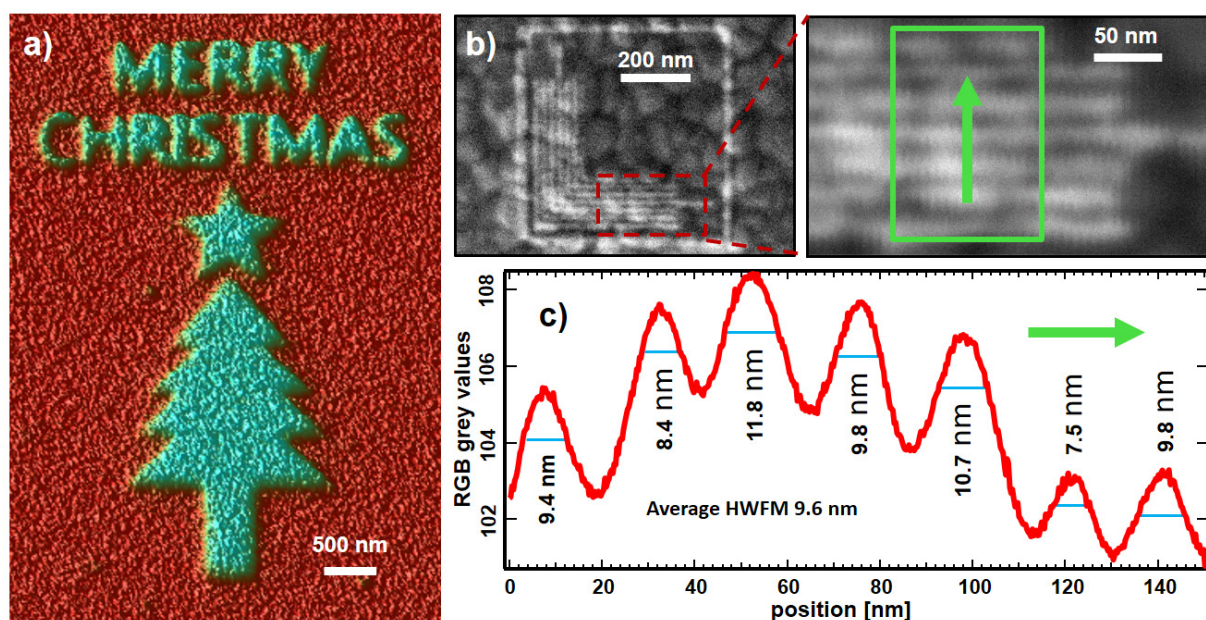 a)
MERRY
CHRISTMAS
500 nm
b)
200 nm
50 nm
c)
RGB grey values
108
106
104
102
9.4 nm
8.4 nm
11.8 nm
9.8 nm
10.7 nm
7.5 nm
9.8 nm
Average HWFM 9.6 nm
0 20 40 60 80 100 120 140
position [nm]